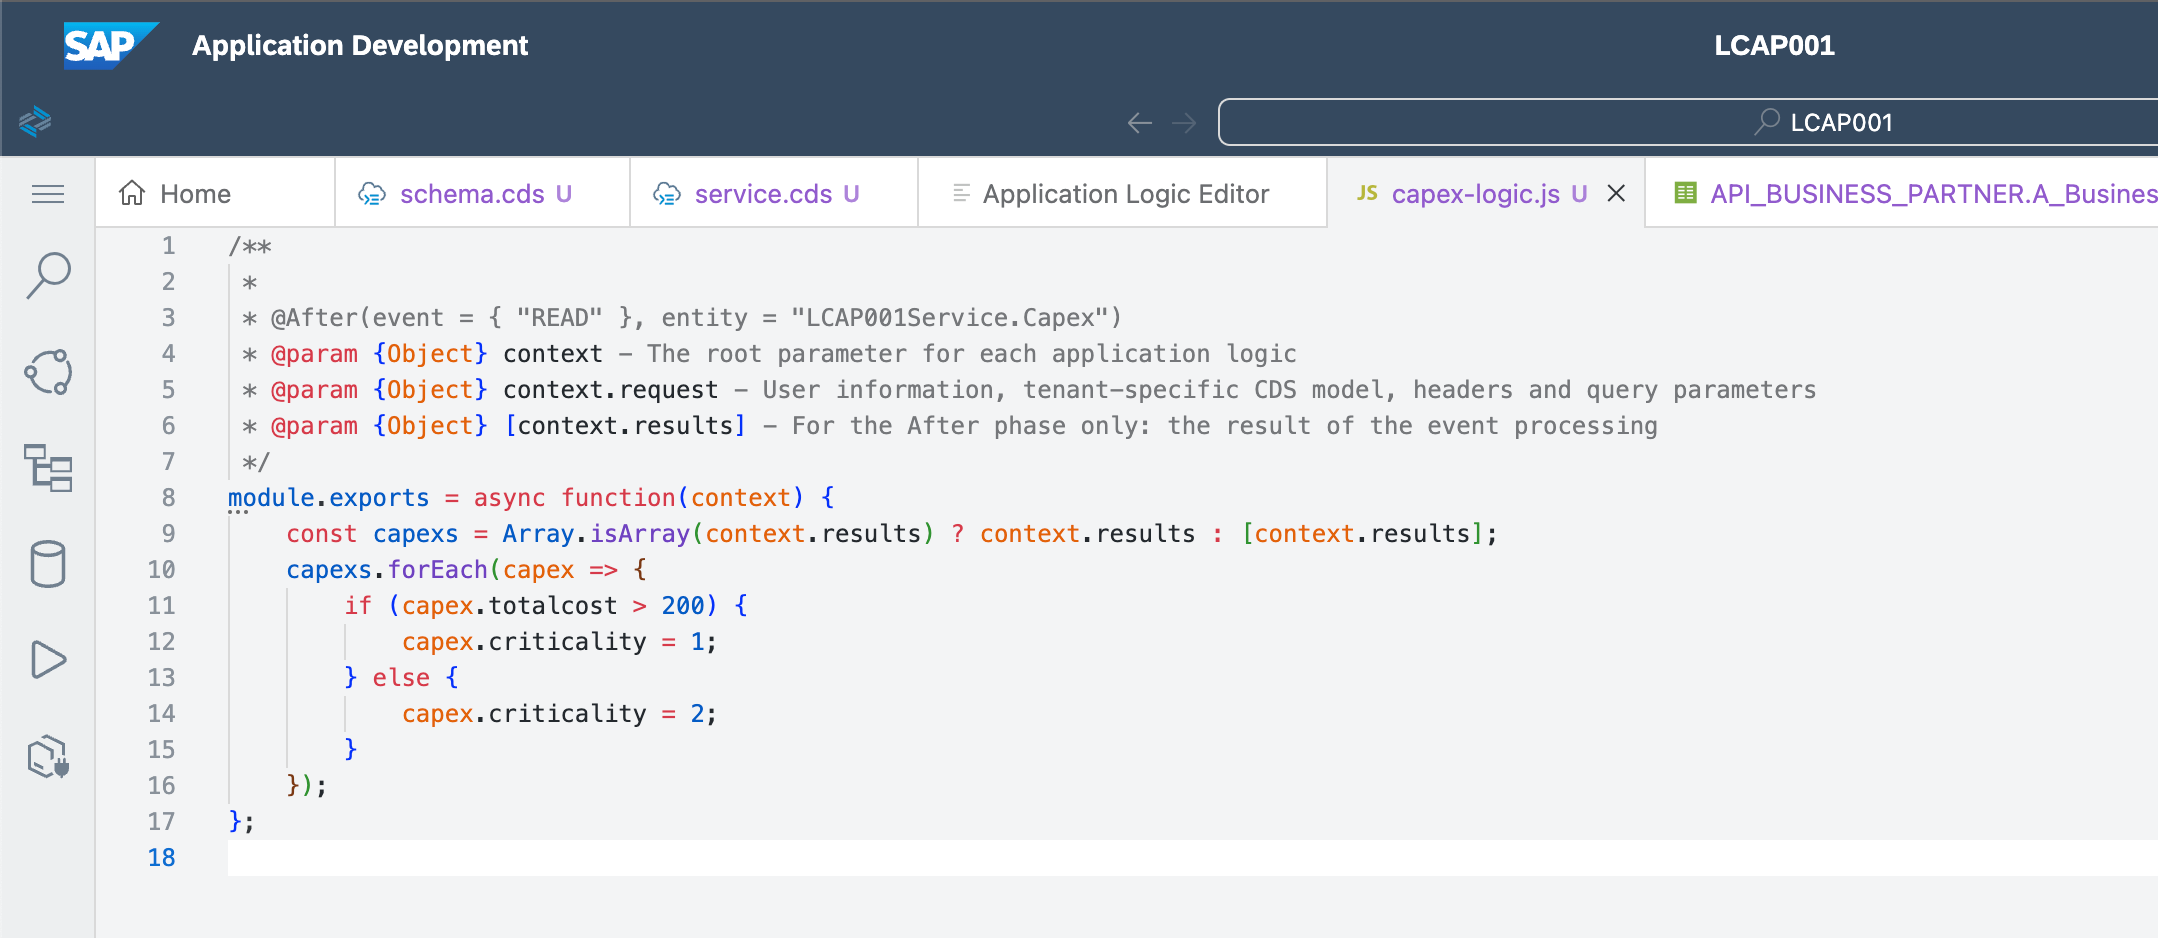 SAP Application Development LCAP001
LCAP001
Home schema.cds U service.cds U Application Logic Editor JS capex-logic.js U API_BUSINESS_PARTNER.A_Busines
1 /**
2 *
3 * @After(event = { "READ" }, entity = "LCAP001Service.Capex")
4 * @param {Object} context - The root parameter for each application logic
5 * @param {Object} context.request - User information, tenant-specific CDS model, headers and query parameters
6 * @param {Object} [context.results] - For the After phase only: the result of the event processing
7 */
8 module.exports = async function(context) {
9 const capexs = Array.isArray(context.results) ? context.results : [context.results];
10 capexs.forEach(capex => {
11 if (capex.totalcost > 200) {
12 capex.criticality = 1;
13 } else {
14 capex.criticality = 2;
15 }
16 });
17 };
18